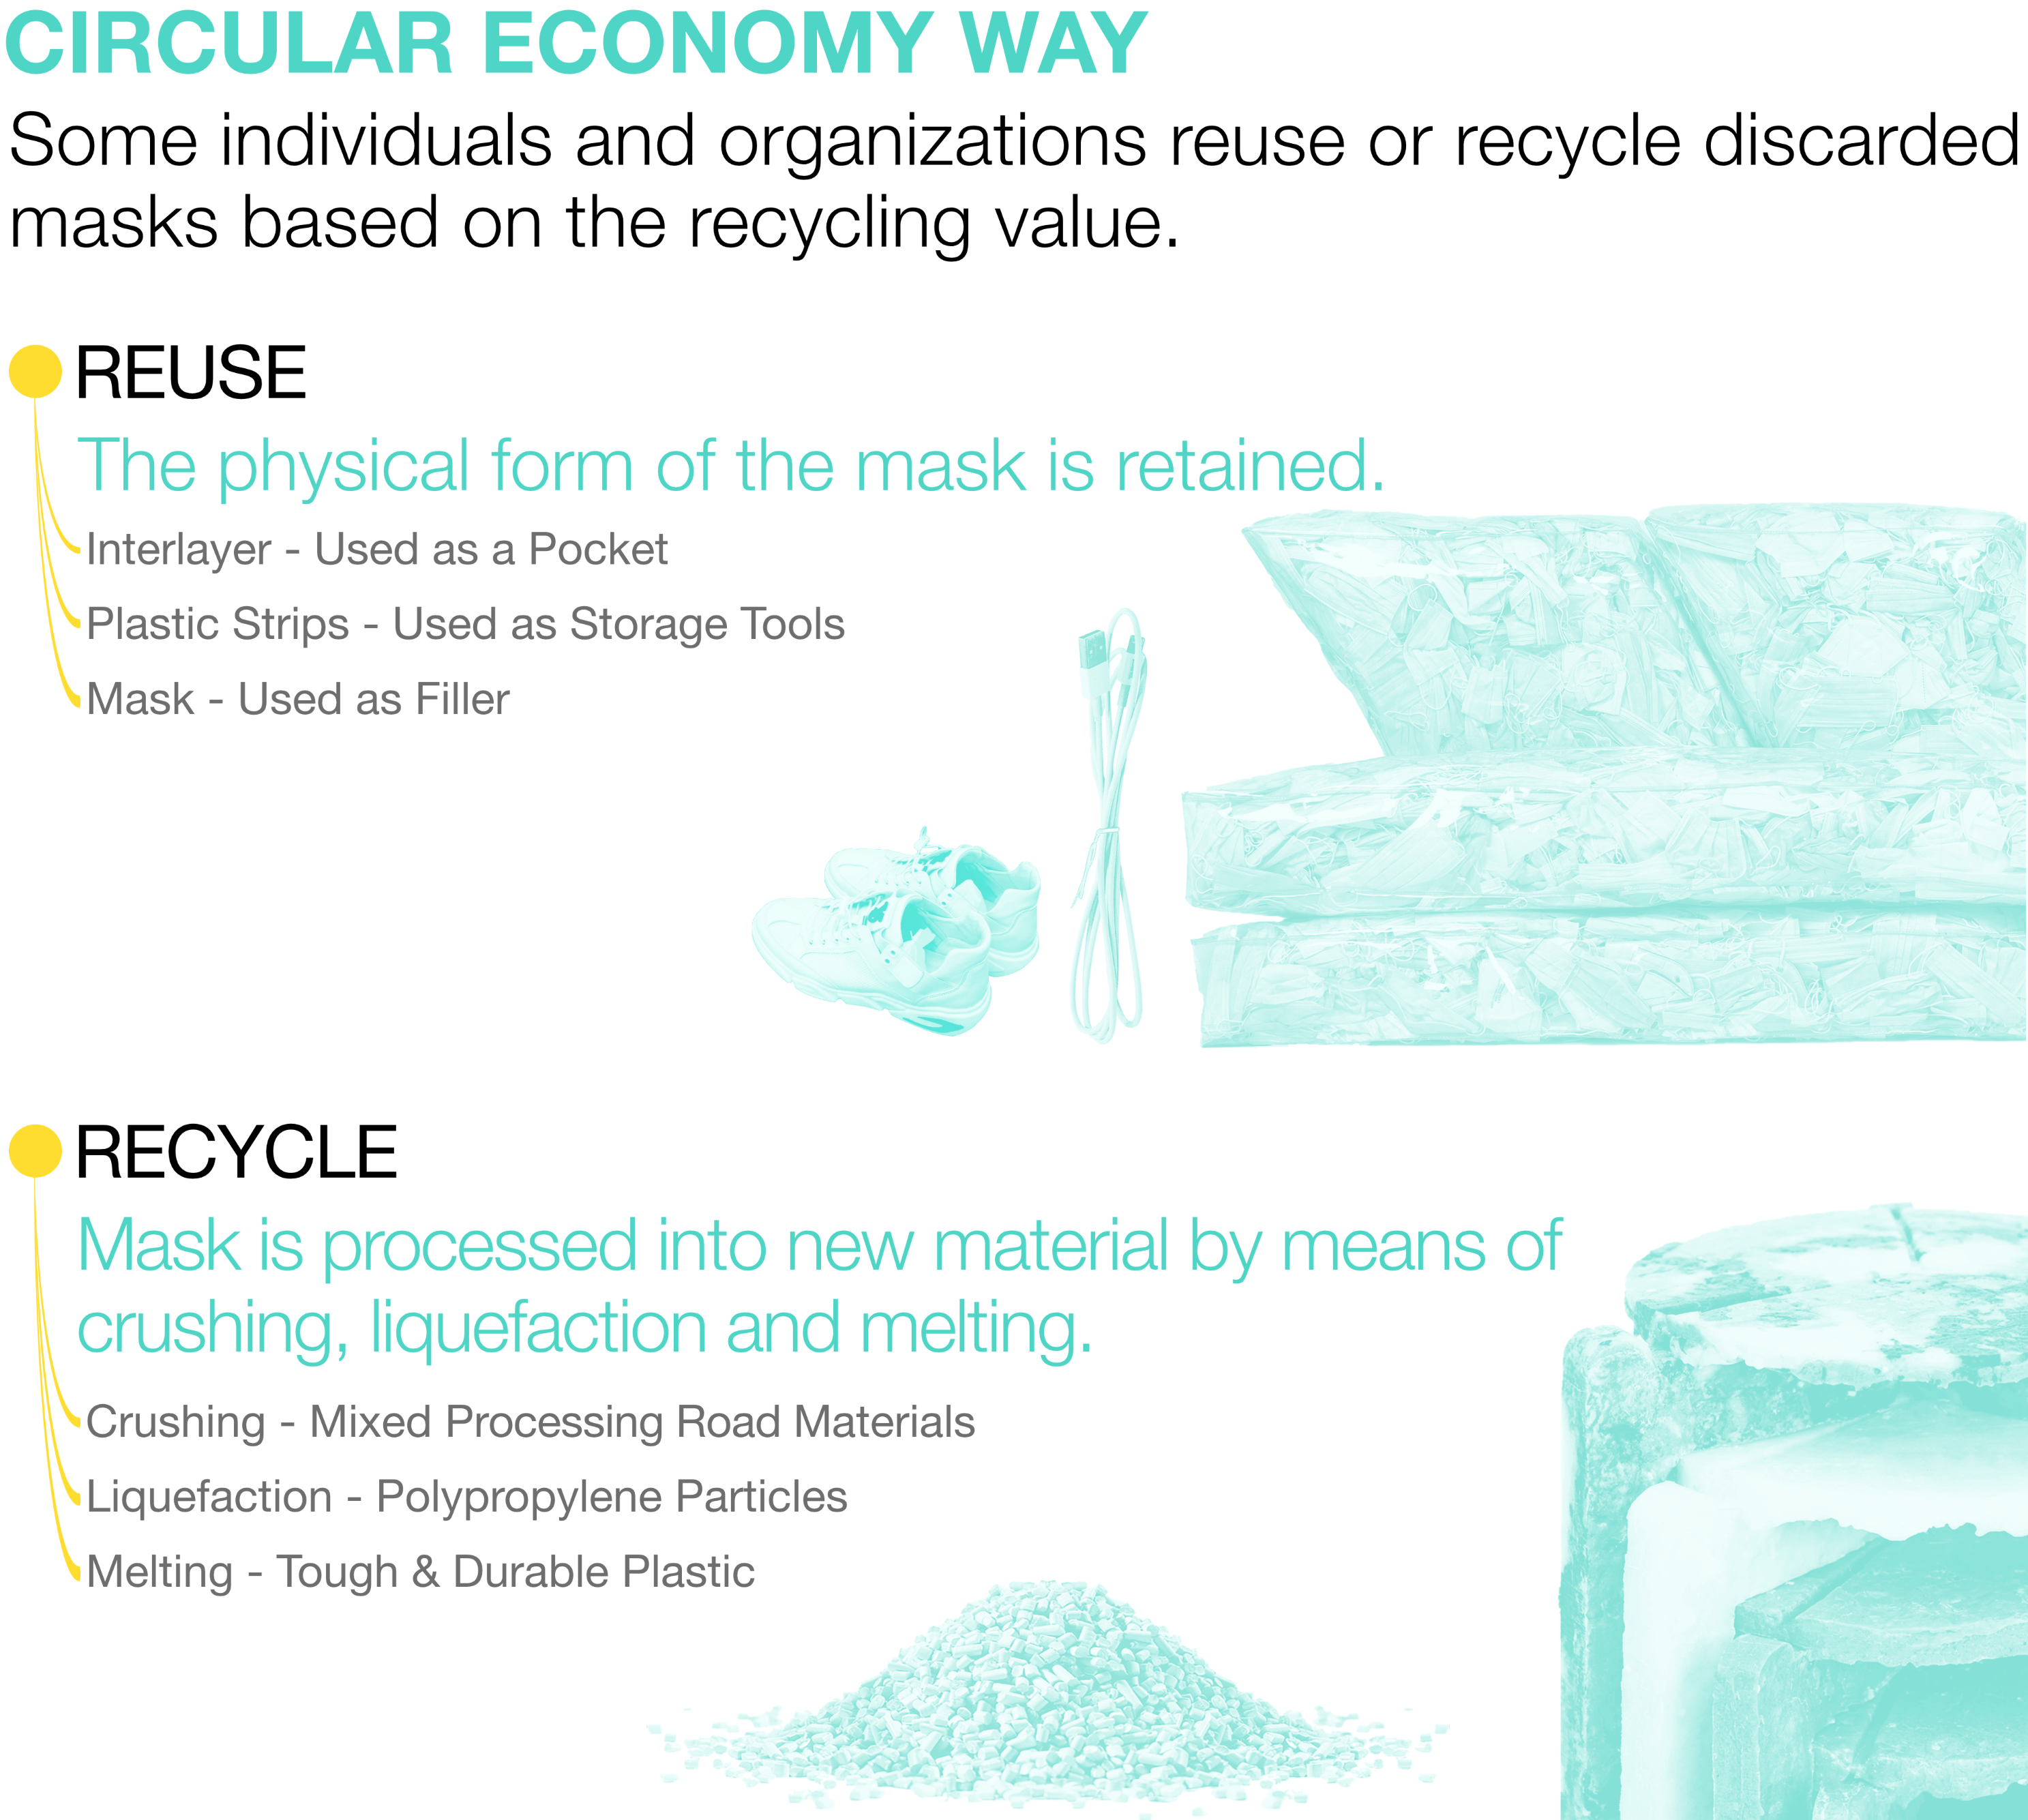 CIRCULAR ECONOMY WAY
Some individuals and organizations reuse or recycle discarded
masks based on the recycling value.
REUSE
The physical form of the mask is retained.
Interlayer - Used as a Pocket
Plastic Strips - Used as Storage Tools
Mask - Used as Filler
RECYCLE
Mask is processed into new material by means of
crushing, liquefaction and melting.
Crushing - Mixed Processing Road Materials
Liquefaction - Polypropylene Particles
Melting - Tough & Durable Plastic